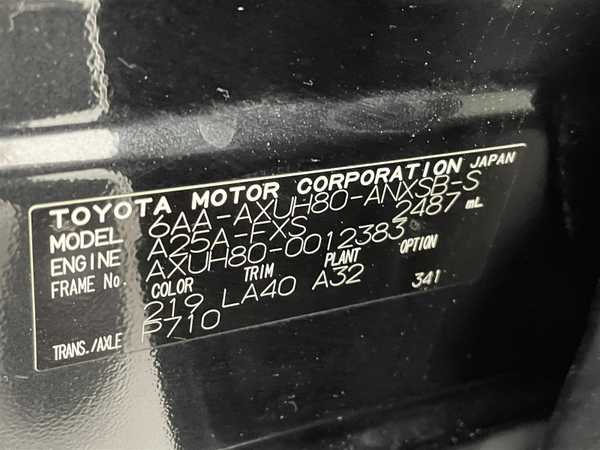 TOYOTA MOTOR CORPORATION JAPAN
MODEL 6AA-AXUH80-ANXSB-S
ENGINE A25A-FXS 2487 mL
FRAME No. AXUH80-0012383
COLOR TRIM PLANT OPTION
219 LA40 A32 341
TRANS./AXLE P710